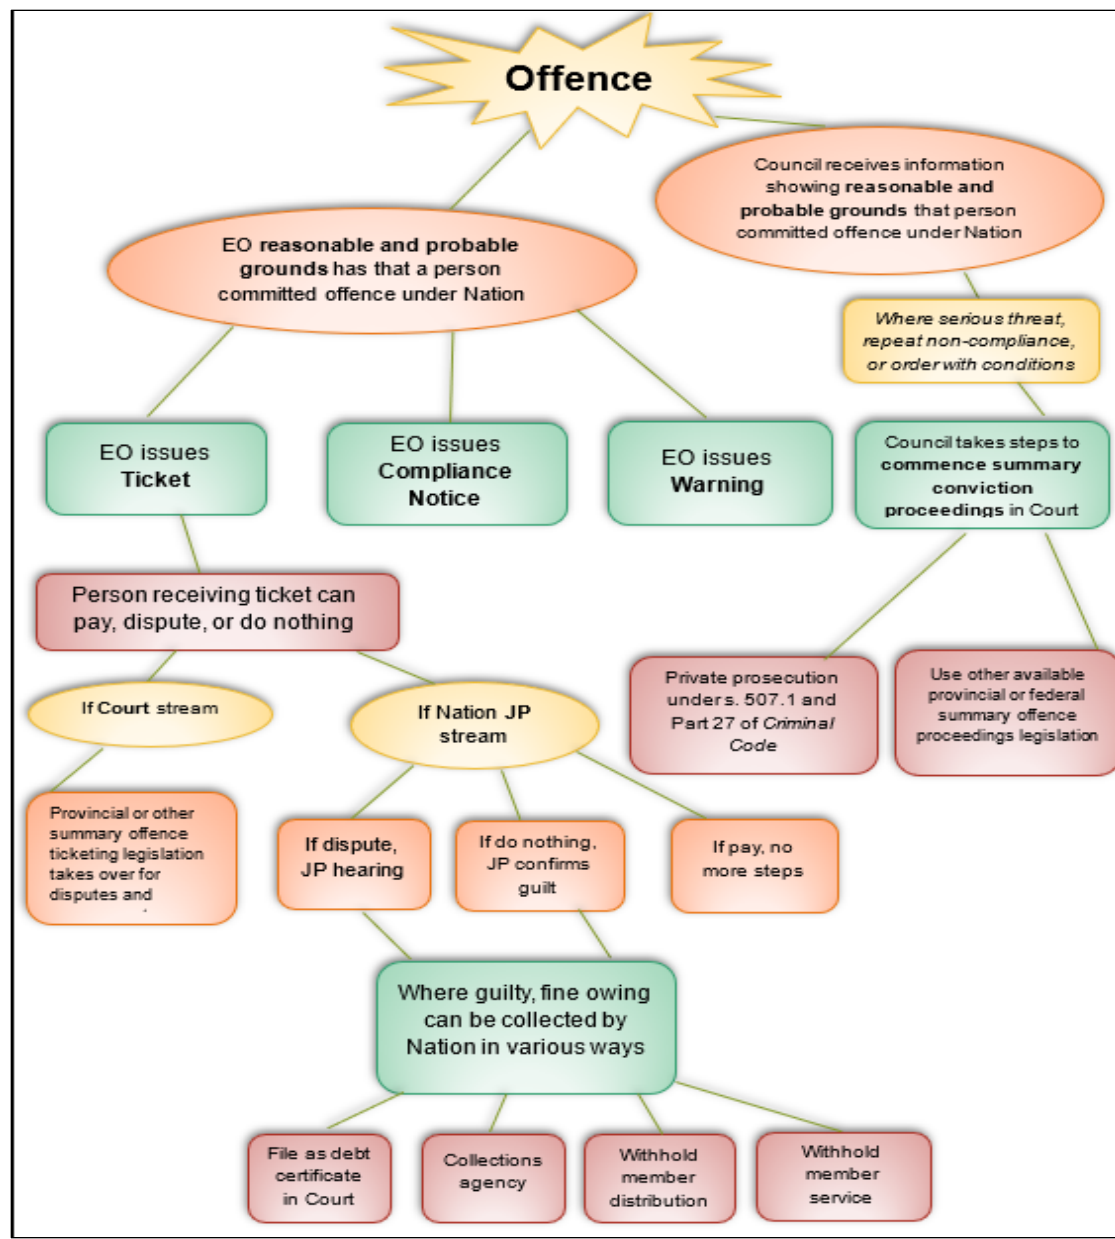 Offence
Council receives information
showing reasonable and
probable grounds that person
committed offence under Nation
EO reasonable and probable
grounds has that a person
committed offence under Nation
Where serious threat,
repeat non-compliance,
or order with conditions
EO issues
Ticket
EO issues
Compliance
Notice
EO issues
Warning
Council takes steps to
commence summary
conviction
proceedings in Court
Person receiving ticket can
pay, dispute, or do nothing
Private prosecution
under s. 507.1 and
Part 27 of Criminal
Code
Use other available
provincial or federal
summary offence
proceedings legislation
If Court stream
If Nation JP
stream
Provincial or other
summary offence
ticketing legislation
takes over for
disputes and
If dispute,
JP hearing
If do nothing,
JP confirms
guilt
If pay, no
more steps
Where guilty, fine owing
can be collected by
Nation in various ways
File as debt
certificate
in Court
Collections
agency
Withhold
member
distribution
Withhold
member
service